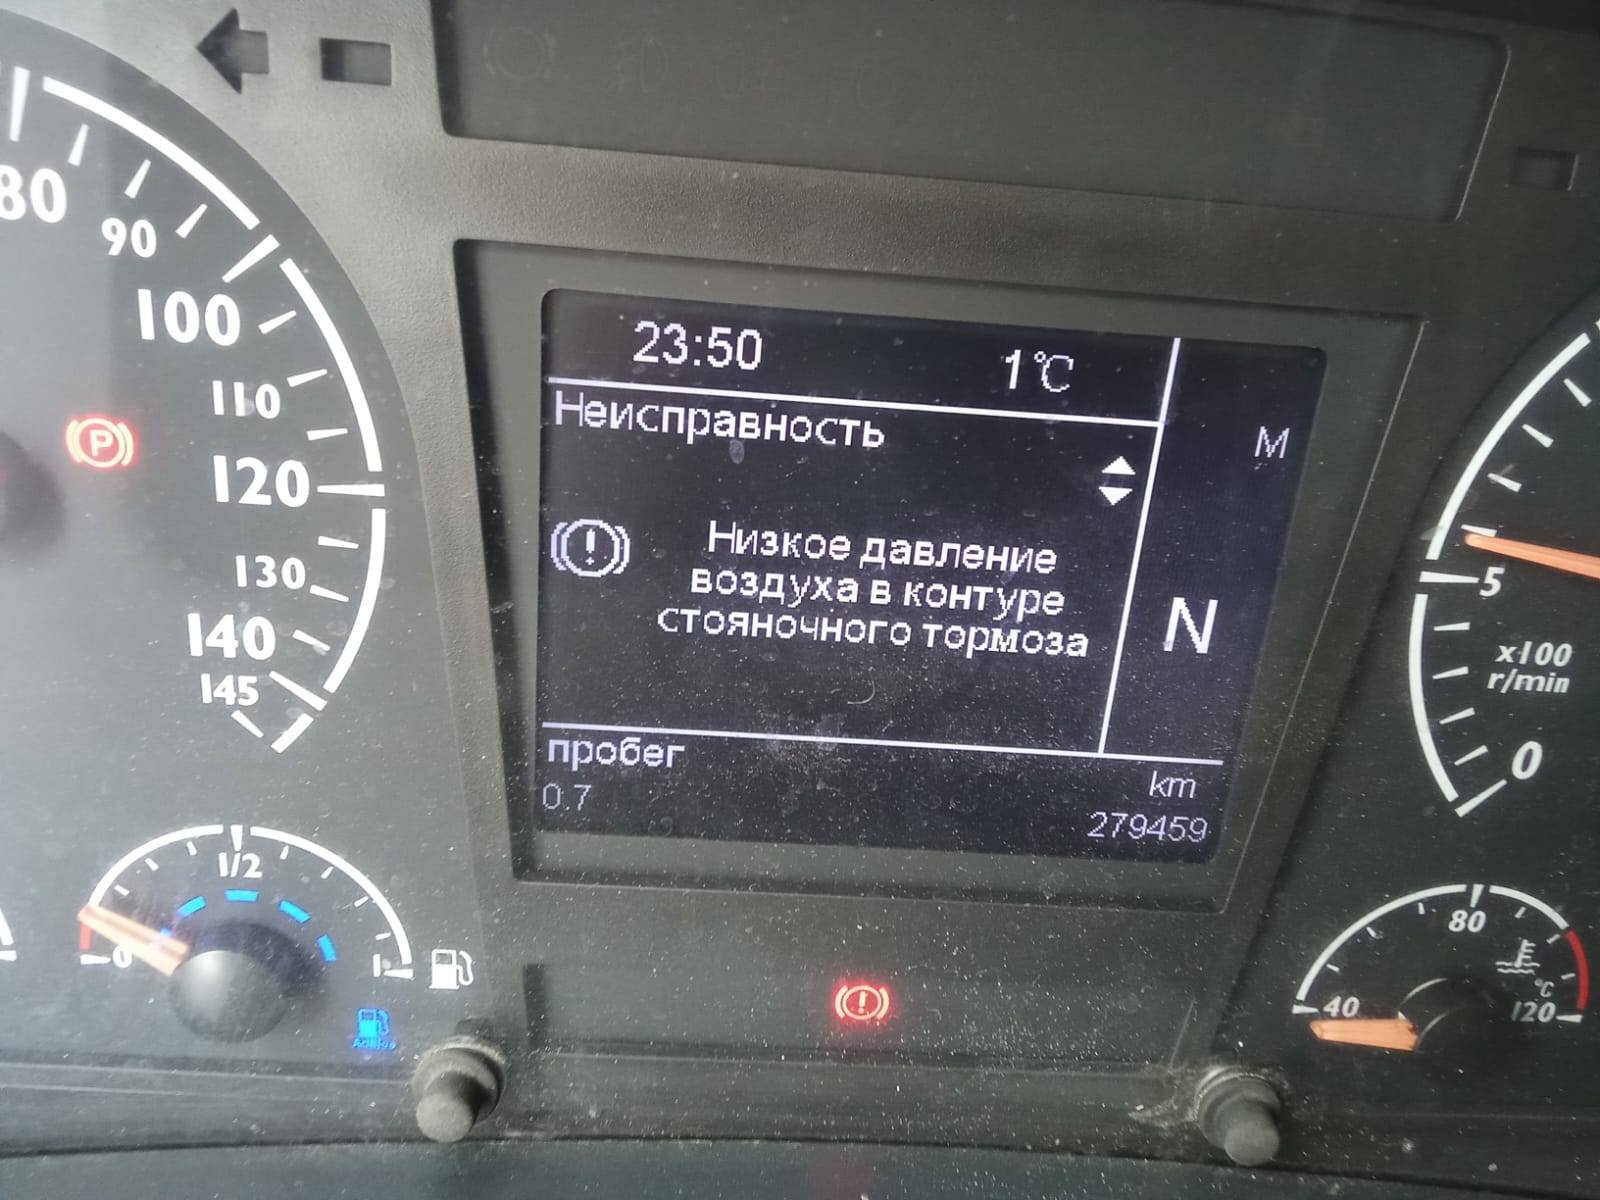 80
90
100
110
120
130
140
145
P
23:50
1°C
Неисправность
M
Низкое давление
воздуха в контуре
стояночного тормоза
N
пробег
0.7
km
279459
5
x100
r/min
0
0
1/2
1
AdBlue
40
80
°C
120